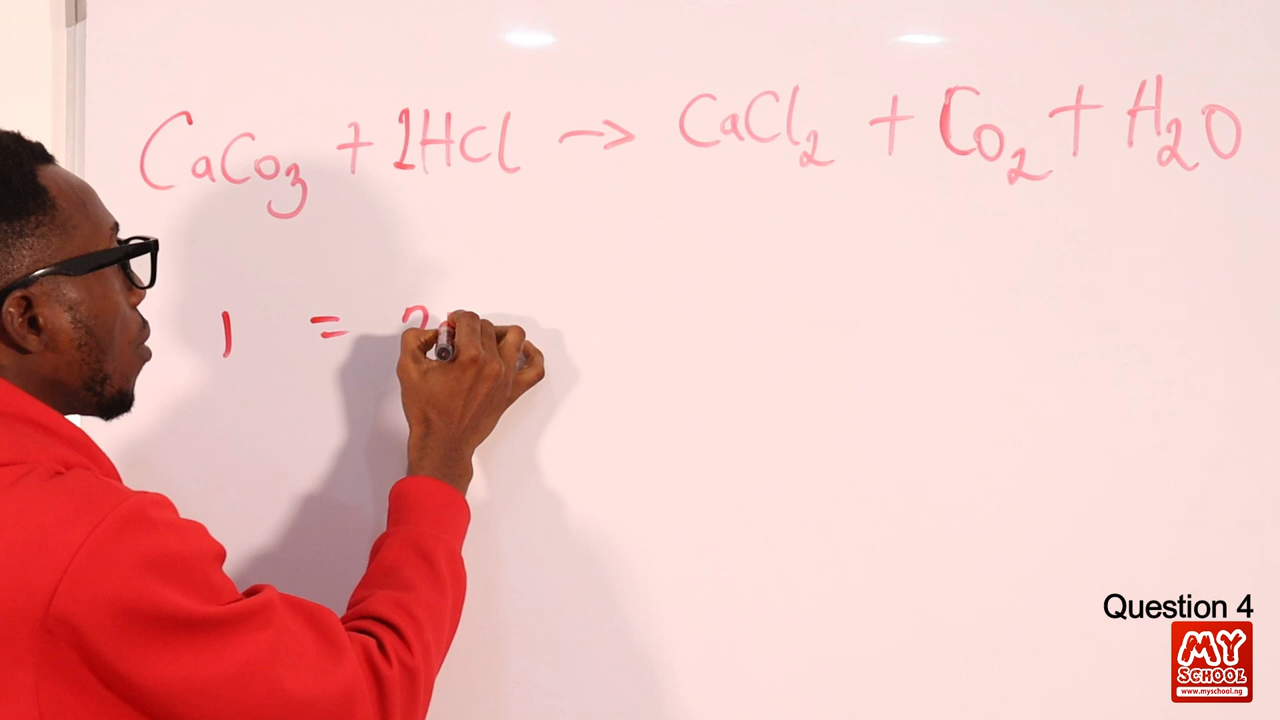 CaCo₃ + 2HCl → CaCl₂ + Co₂ + H₂O
1 = 2
Question 4
MY
SCHOOL
www.myschool.ng